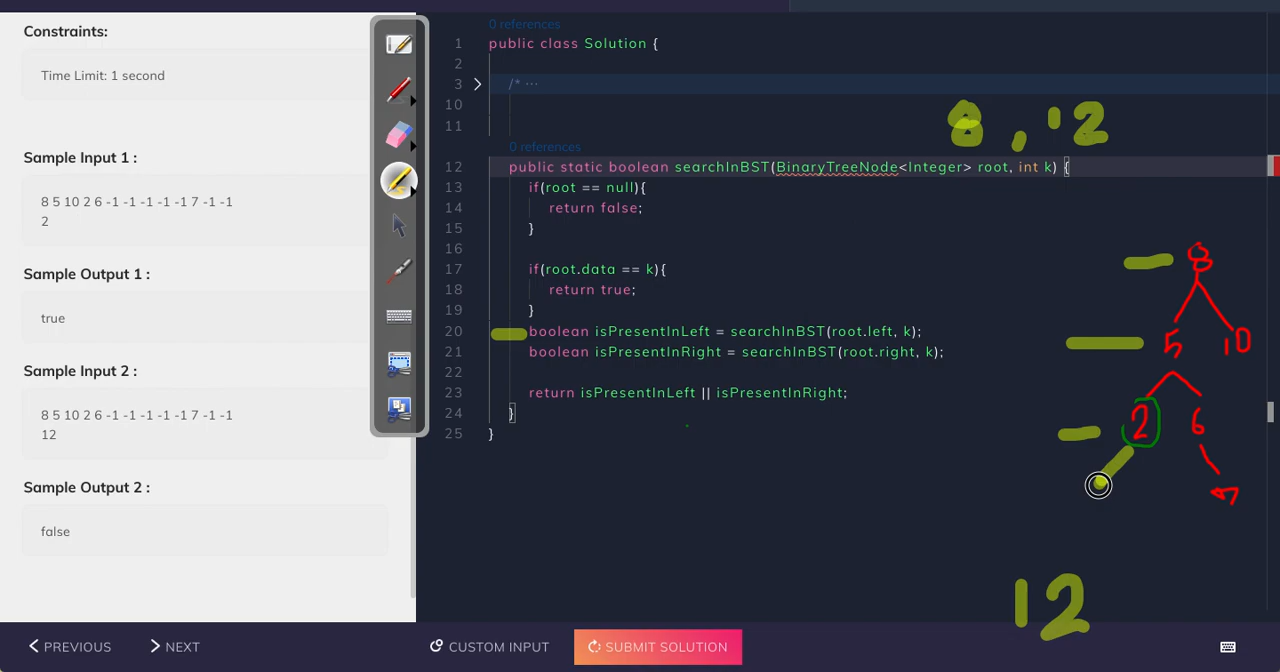 Constraints:
Time Limit: 1 second
Sample Input 1 :
8 5 10 2 6 -1 -1 -1 -1 -1 7 -1 -1
2
Sample Output 1 :
true
Sample Input 2 :
8 5 10 2 6 -1 -1 -1 -1 -1 7 -1 -1
12
Sample Output 2 :
false
0 references
1 public class Solution {
2
3 /* ...
10
11
0 references
12 public static boolean searchInBST(BinaryTreeNode<Integer> root, int k) {
13 if(root == null){
14 return false;
15 }
16
17 if(root.data == k){
18 return true;
19 }
20 boolean isPresentInLeft = searchInBST(root.left, k);
21 boolean isPresentInRight = searchInBST(root.right, k);
22
23 return isPresentInLeft || isPresentInRight;
24 }
25 }
8 , 12
8
5 10
2 6
7
12
PREVIOUS NEXT CUSTOM INPUT SUBMIT SOLUTION